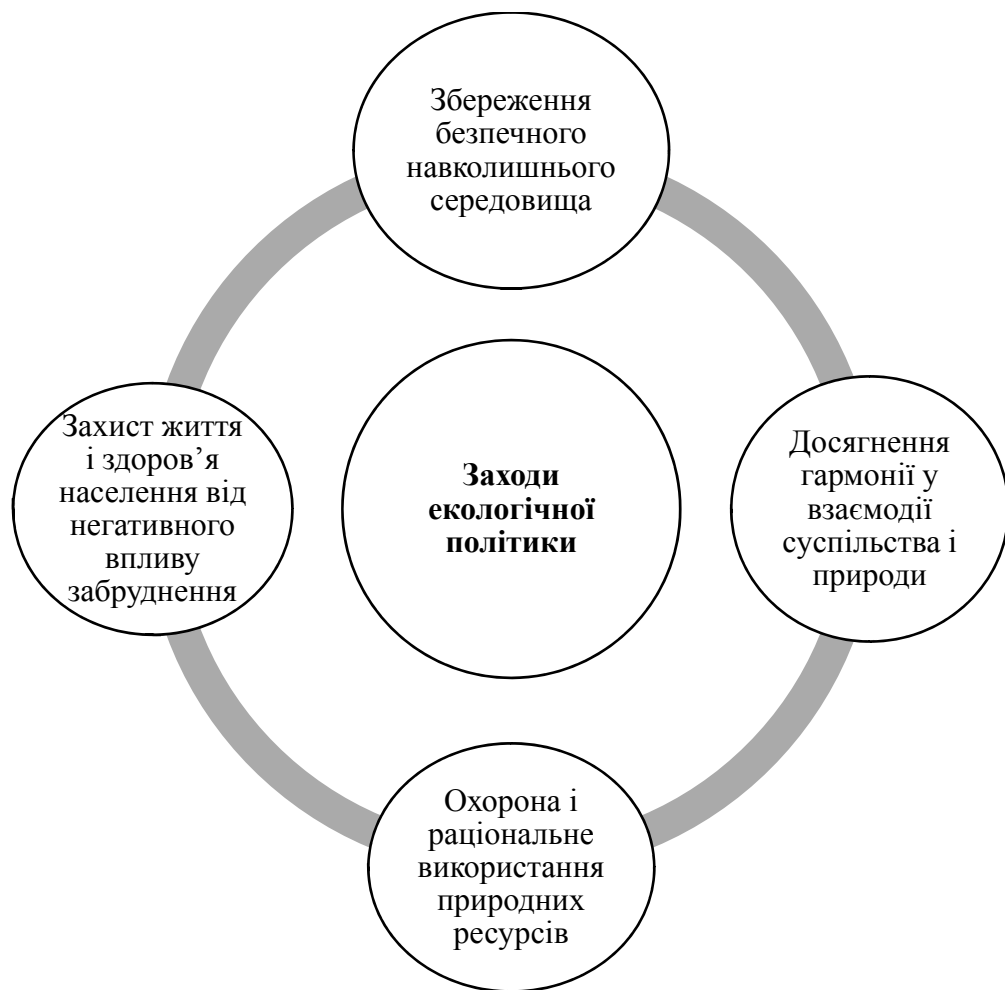 Збереження
безпечного
навколишнього
середовища
Захист життя
і здоров’я
населення від
негативного
впливу
забруднення
Заходи
екологічної
політики
Досягнення
гармонії у
взаємодії
суспільства і
природи
Охорона і
раціональне
використання
природних
ресурсів